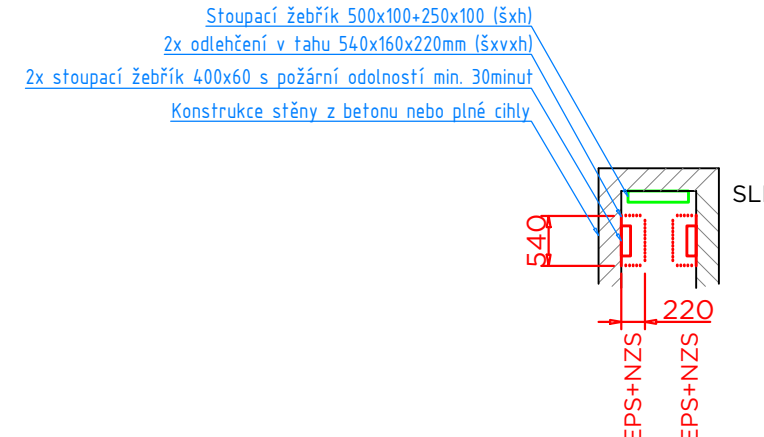 Stoupací žebřík 500x100+250x100 (šxh)
2x odlehčení v tahu 540x160x220mm (šxvxh)
2x stoupací žebřík 400x60 s požární odolností min. 30minut
Konstrukce stěny z betonu nebo plné cihly
540
220
EPS+NZS
EPS+NZS